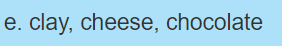 e. clay, cheese, chocolate